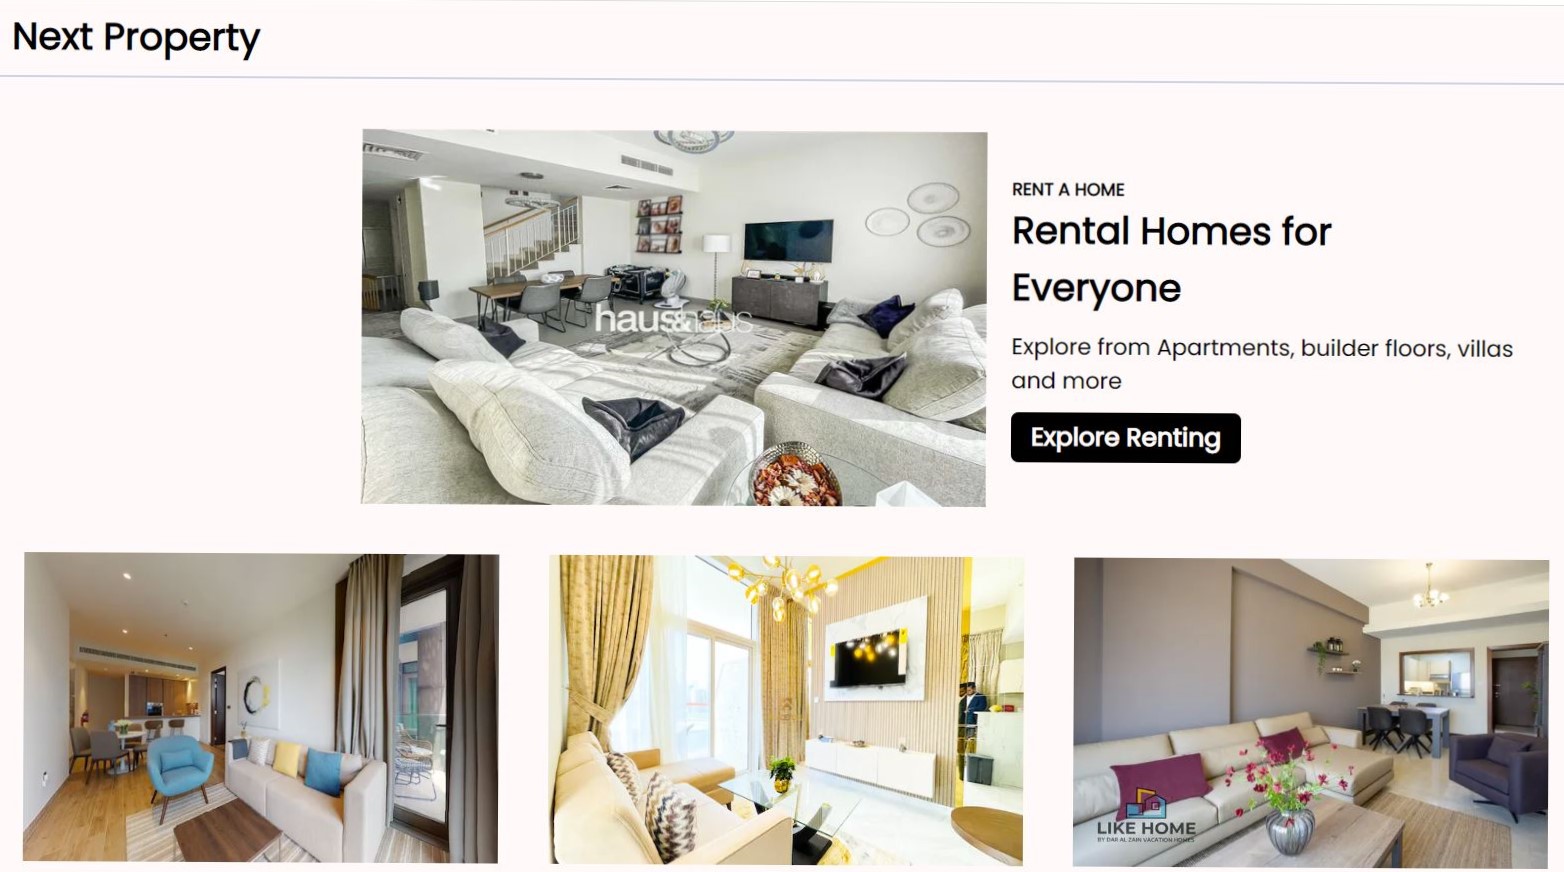 Next Property
haus&haus
RENT A HOME
Rental Homes for
Everyone
Explore from Apartments, builder floors, villas
and more
Explore Renting
LIKE HOME
BY DAR AL ZAIN VACATION HOMES